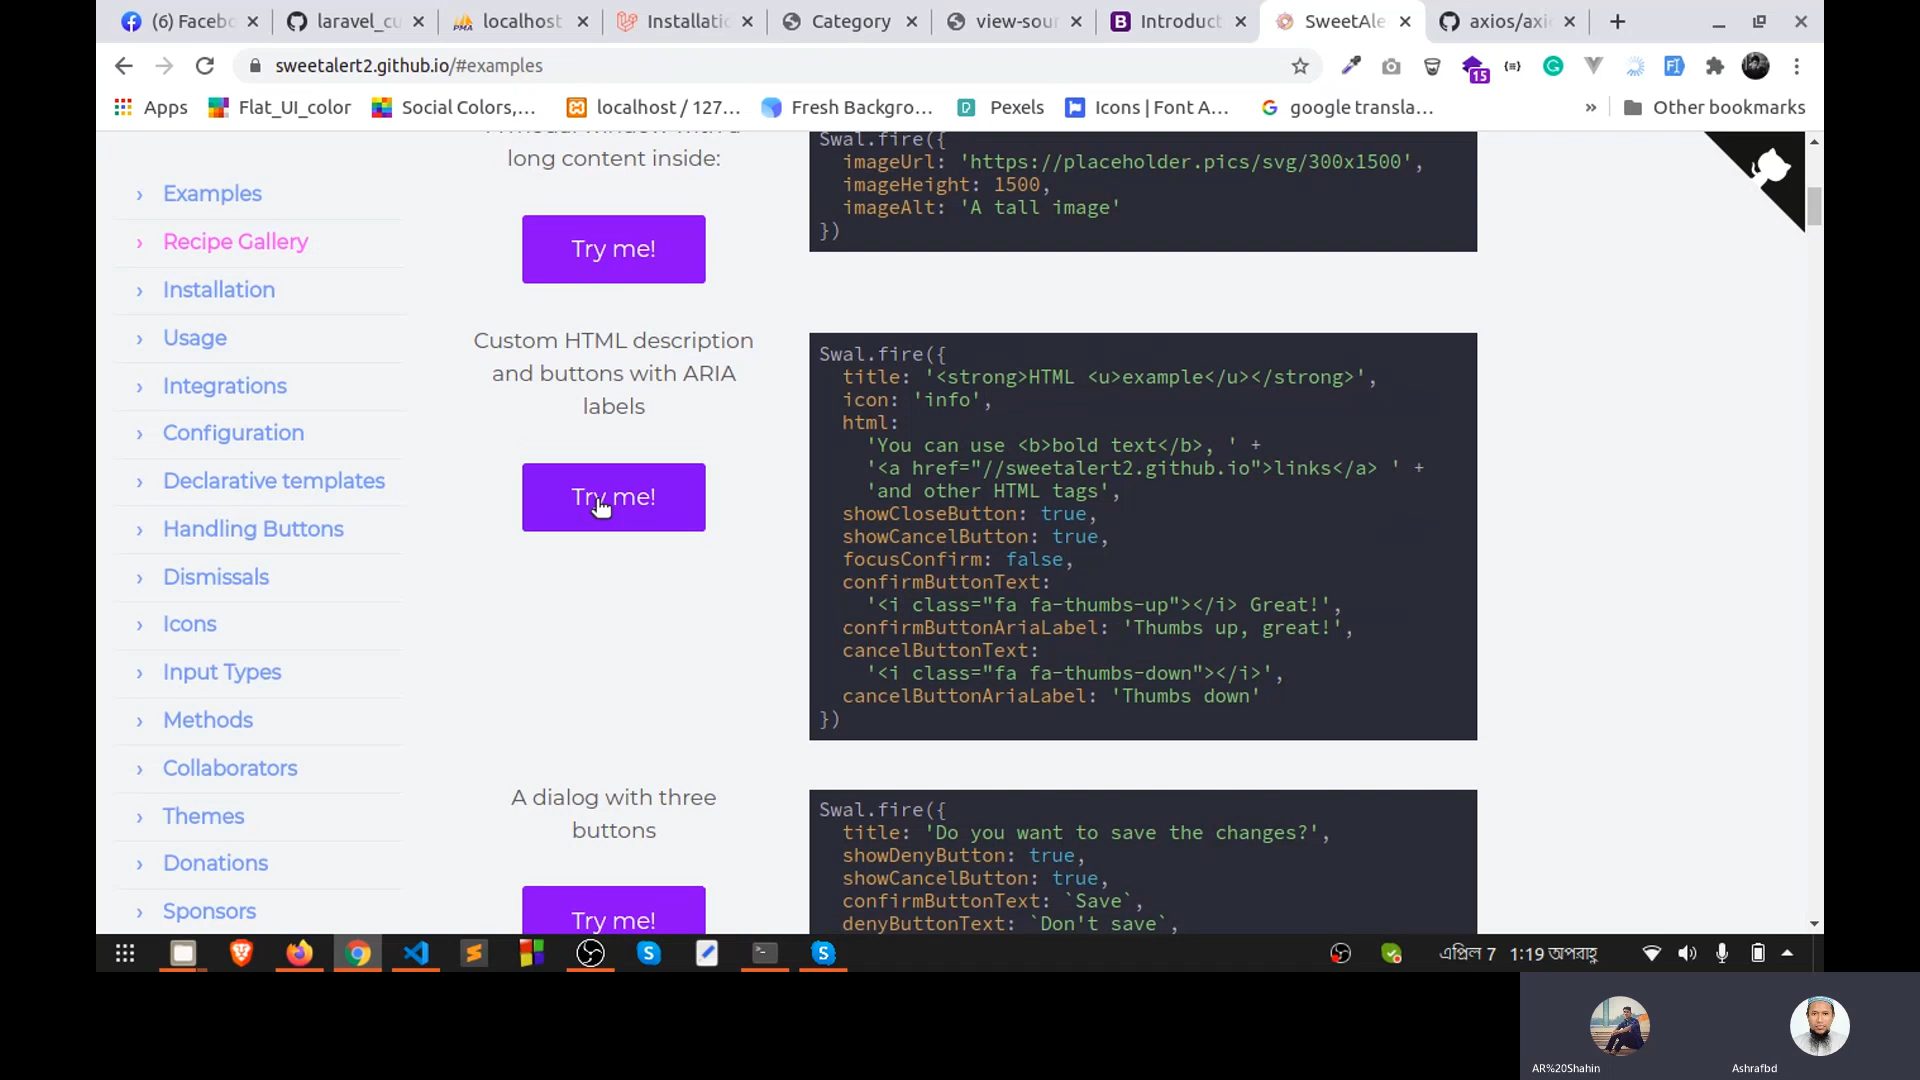 (6) Facebo
laravel_cu
localhost
Installatio
Category
view-sour
Introduct
SweetAle
axios/axi
sweetalert2.github.io/#examples
15
Apps
Flat_UI_color
Social Colors,...
localhost / 127...
Fresh Backgro...
Pexels
Icons | Font A...
google transla...
»
Other bookmarks
› Examples
› Recipe Gallery
› Installation
› Usage
› Integrations
› Configuration
› Declarative templates
› Handling Buttons
› Dismissals
› Icons
› Input Types
› Methods
› Collaborators
› Themes
› Donations
› Sponsors
long content inside:
Try me!
Swal.fire({
imageUrl: 'https://placeholder.pics/svg/300x1500',
imageHeight: 1500,
imageAlt: 'A tall image'
})
Custom HTML description
and buttons with ARIA
labels
Try me!
Swal.fire({
title: '<strong>HTML <u>example</u></strong>',
icon: 'info',
html:
'You can use <b>bold text</b>, ' +
'<a href="//sweetalert2.github.io">links</a> ' +
'and other HTML tags',
showCloseButton: true,
showCancelButton: true,
focusConfirm: false,
confirmButtonText:
'<i class="fa fa-thumbs-up"></i> Great!',
confirmButtonAriaLabel: 'Thumbs up, great!',
cancelButtonText:
'<i class="fa fa-thumbs-down"></i>',
cancelButtonAriaLabel: 'Thumbs down'
})
A dialog with three
buttons
Try me!
Swal.fire({
title: 'Do you want to save the changes?',
showDenyButton: true,
showCancelButton: true,
confirmButtonText: `Save`,
denyButtonText: `Don't save`,
এপ্রিল 7 1:19 অপরাহ্ণ
AR%20Shahin
Ashrafbd